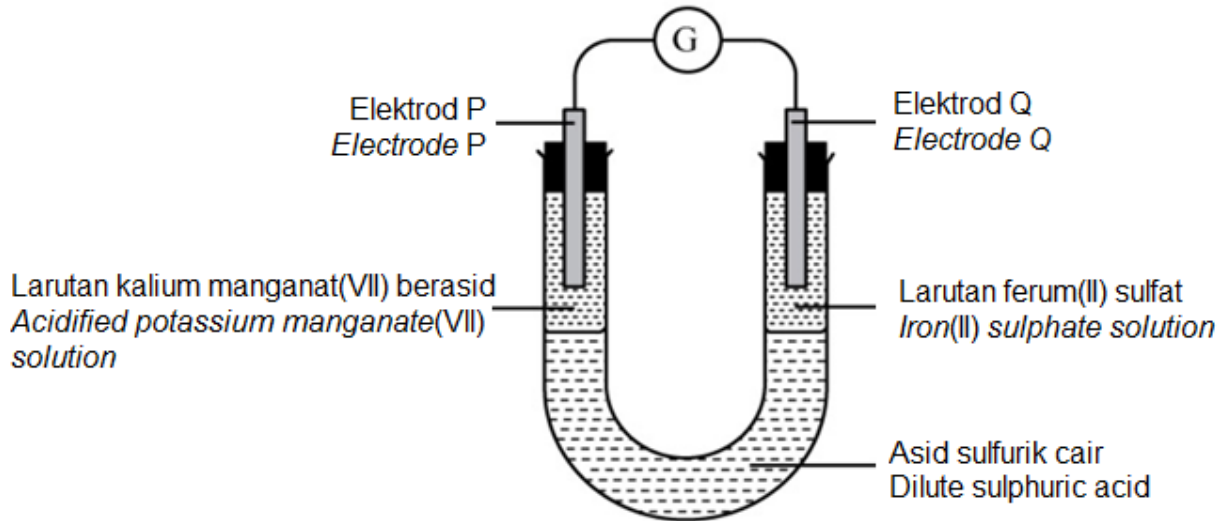 G
Elektrod P
Electrode P
Elektrod Q
Electrode Q
Larutan kalium manganat(VII) berasid
Acidified potassium manganate(VII)
solution
Larutan ferum(II) sulfat
Iron(II) sulphate solution
Asid sulfurik cair
Dilute sulphuric acid